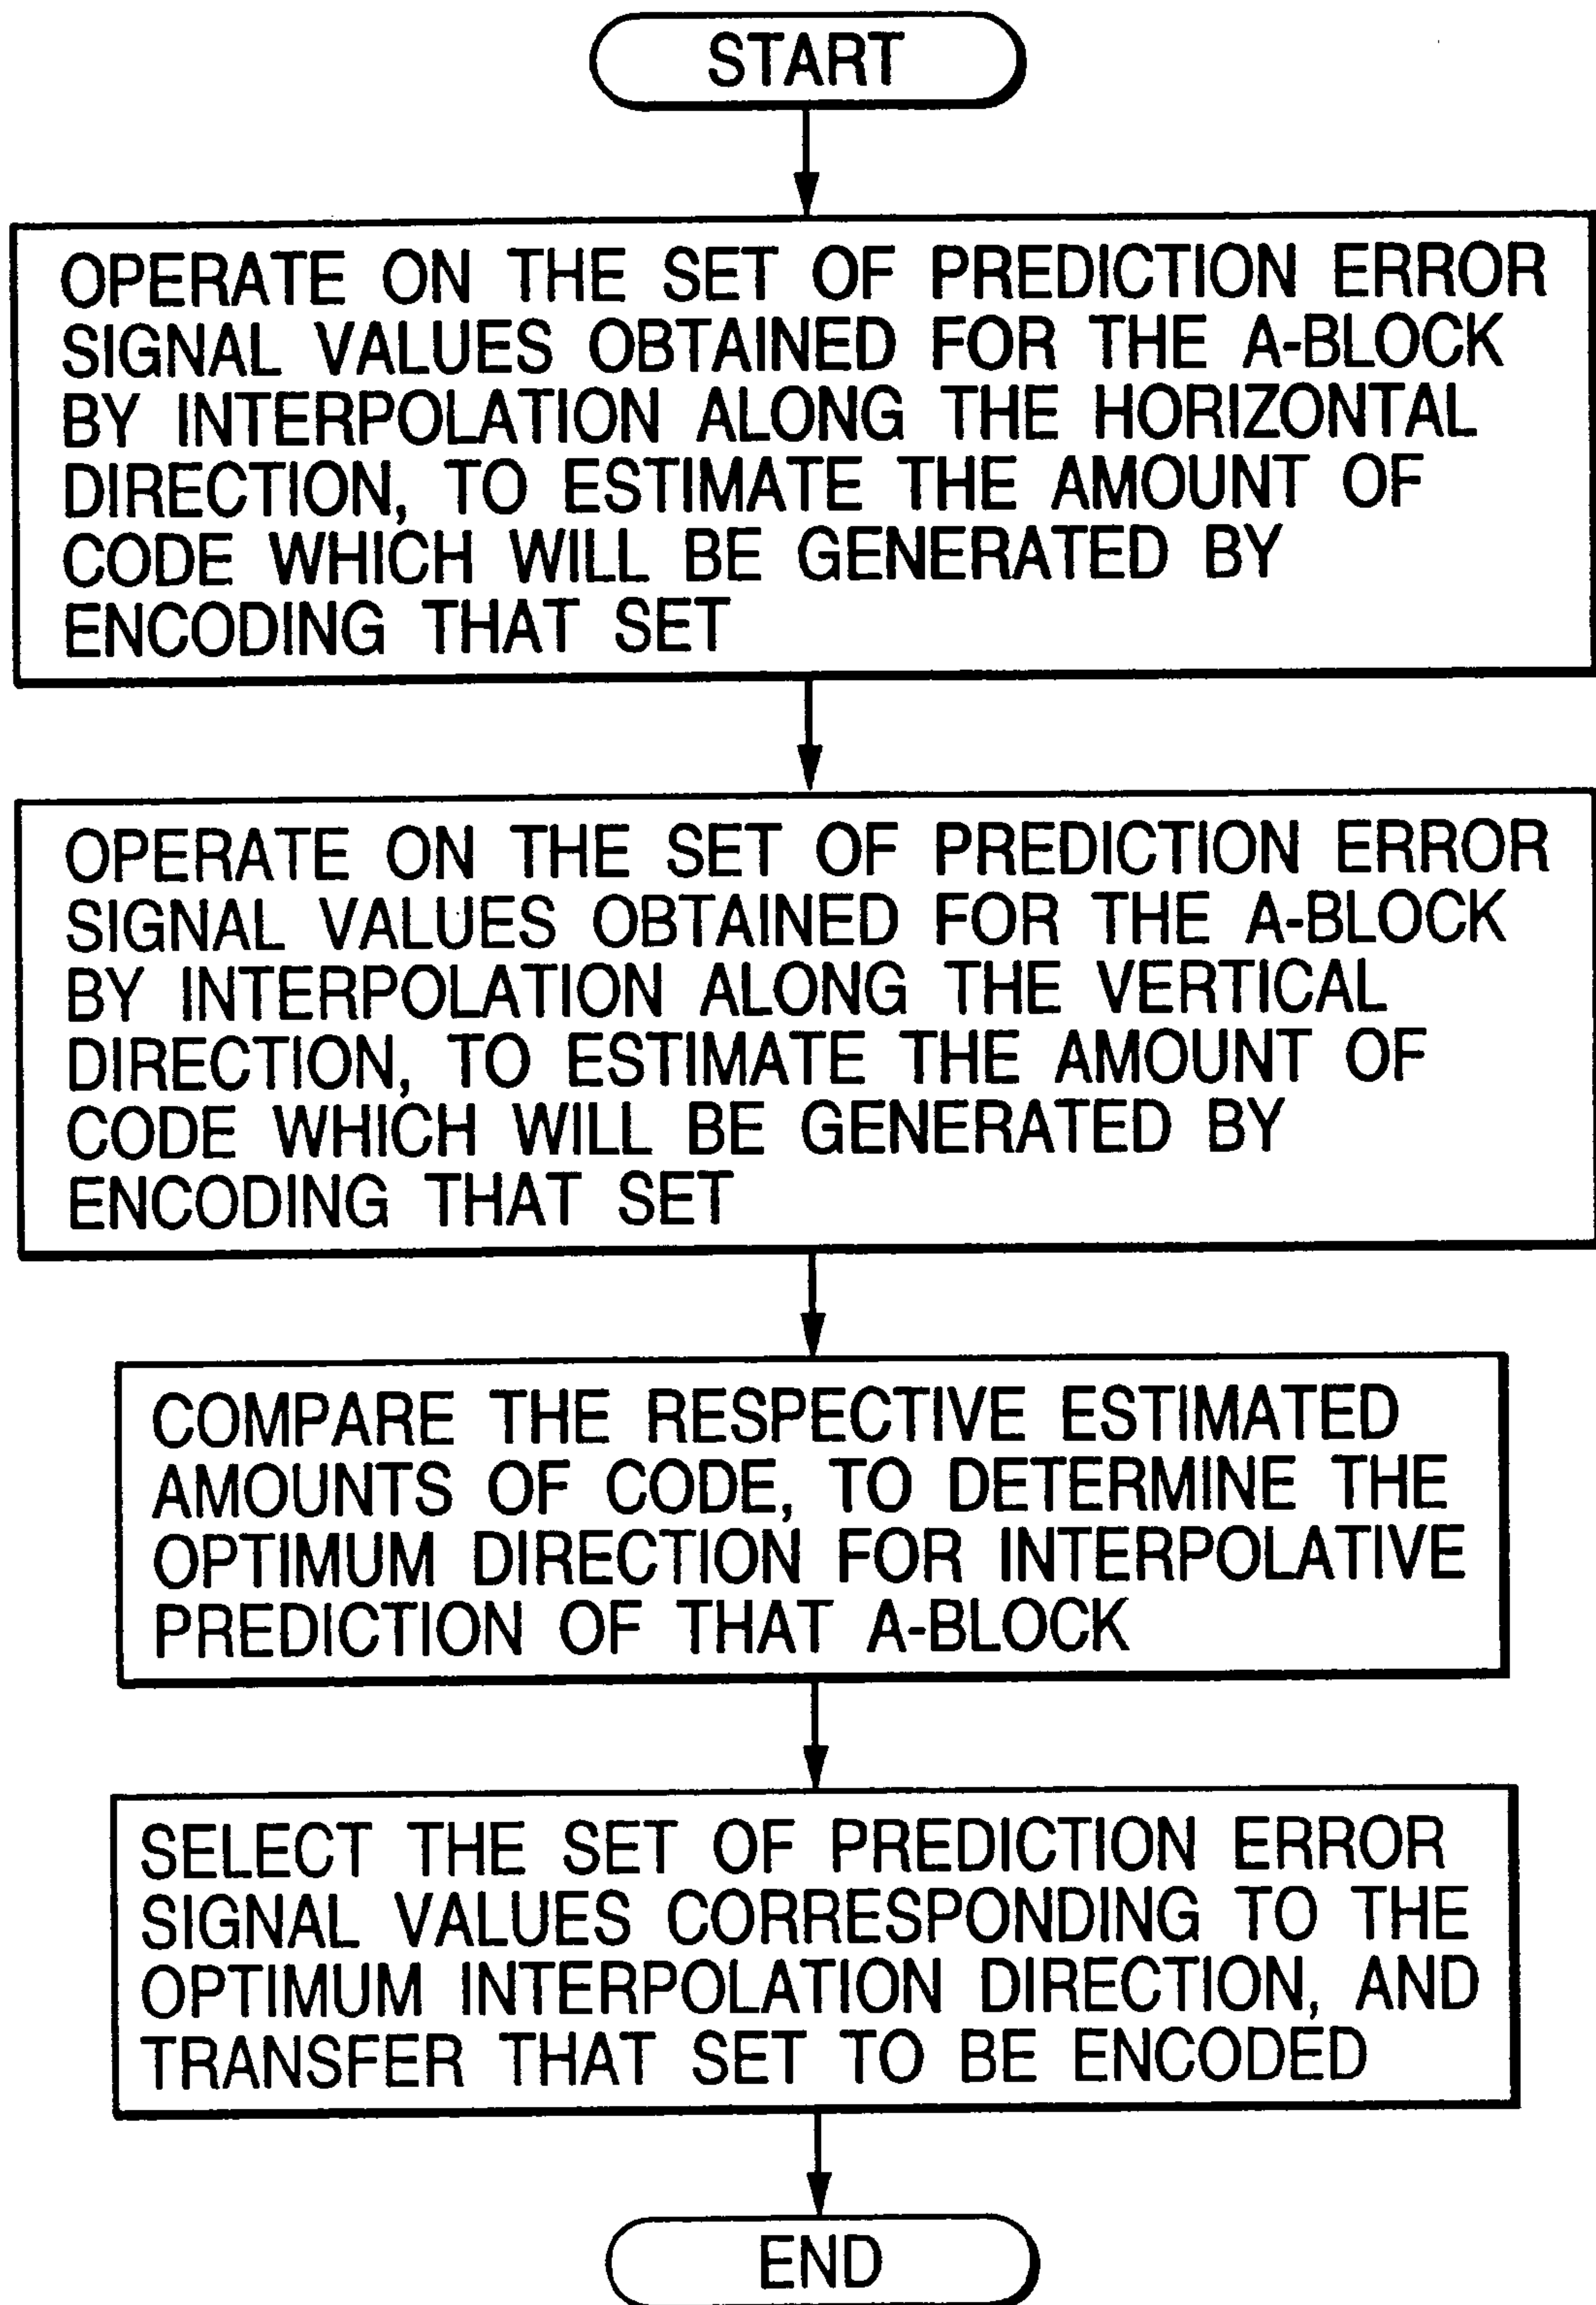 START
OPERATE ON THE SET OF PREDICTION ERROR
SIGNAL VALUES OBTAINED FOR THE A-BLOCK
BY INTERPOLATION ALONG THE HORIZONTAL
DIRECTION, TO ESTIMATE THE AMOUNT OF
CODE WHICH WILL BE GENERATED BY
ENCODING THAT SET
OPERATE ON THE SET OF PREDICTION ERROR
SIGNAL VALUES OBTAINED FOR THE A-BLOCK
BY INTERPOLATION ALONG THE VERTICAL
DIRECTION, TO ESTIMATE THE AMOUNT OF
CODE WHICH WILL BE GENERATED BY
ENCODING THAT SET
COMPARE THE RESPECTIVE ESTIMATED
AMOUNTS OF CODE, TO DETERMINE THE
OPTIMUM DIRECTION FOR INTERPOLATIVE
PREDICTION OF THAT A-BLOCK
SELECT THE SET OF PREDICTION ERROR
SIGNAL VALUES CORRESPONDING TO THE
OPTIMUM INTERPOLATION DIRECTION, AND
TRANSFER THAT SET TO BE ENCODED
END